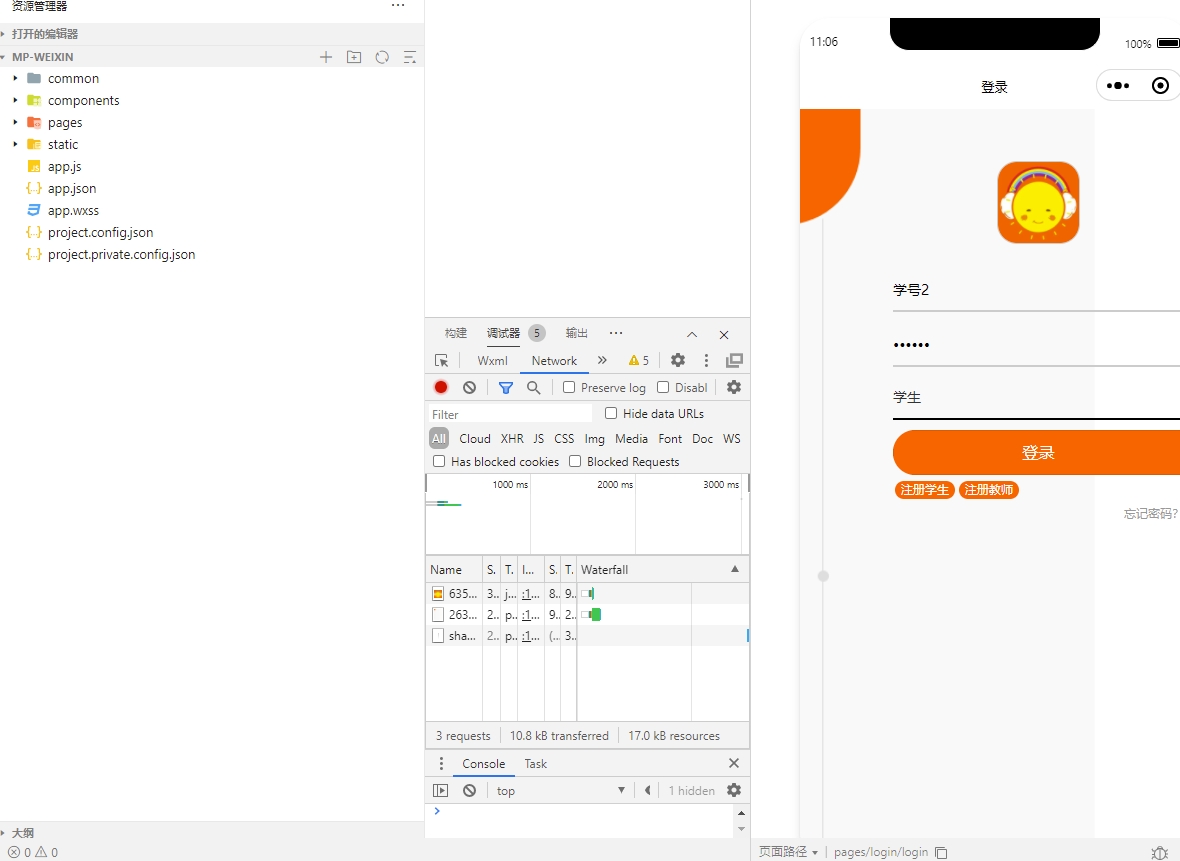 资源管理器
打开的编辑器
MP-WEIXIN
common
components
pages
static
app.js
app.json
app.wxss
project.config.json
project.private.config.json
大纲
0 0
构建 调试器 5 输出
Wxml Network 5
Preserve log Disabl
Filter Hide data URLs
All Cloud XHR JS CSS Img Media Font Doc WS
Has blocked cookies Blocked Requests
1000 ms 2000 ms 3000 ms
Name S. T. I... S. T. Waterfall
635... 3.. j... :1... 8.. 9..
263... 2.. p.. :1... 9.. 2..
sha... 2.. p.. :1... (... 3..
3 requests 10.8 kB transferred 17.0 kB resources
Console Task
top 1 hidden
11:06 100%
登录
学号2
••••••
学生
登录
注册学生 注册教师
忘记密码?
页面路径 pages/login/login